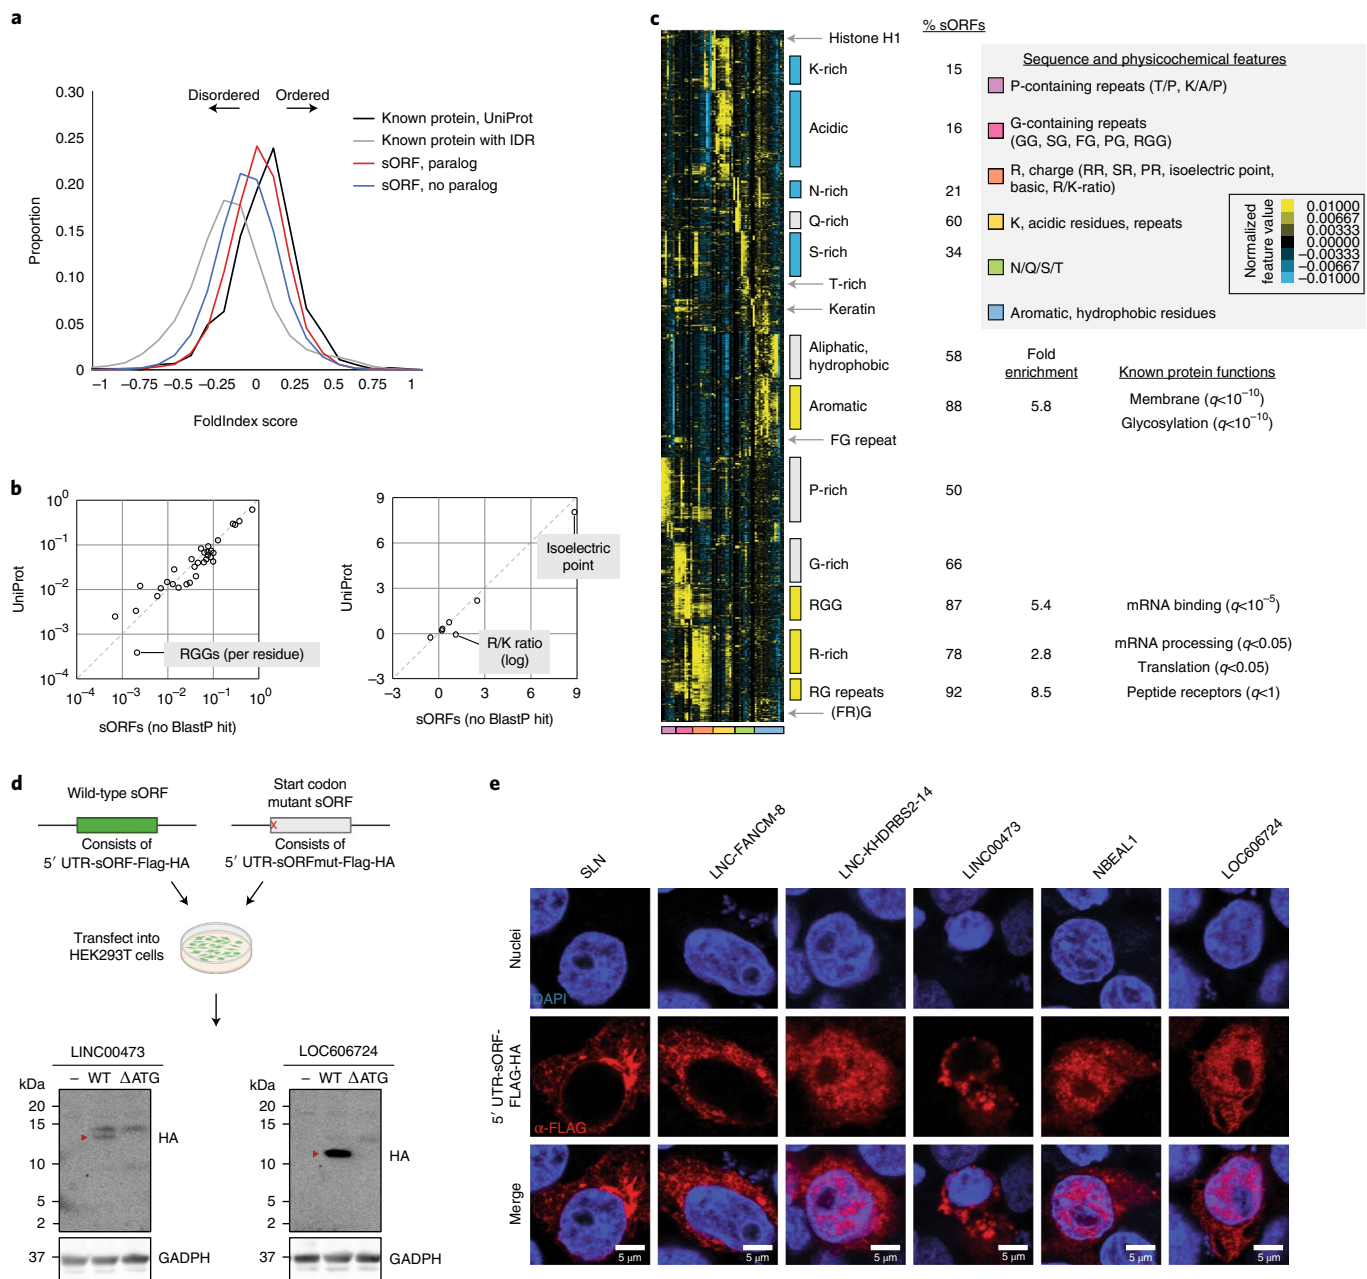 a
Disordered
Ordered
Known protein, UniProt
Known protein with IDR
sORF, paralog
sORF, no paralog
Proportion
0.30
0.25
0.20
0.15
0.10
0.05
0
−1 −0.75 −0.5 −0.25 0 0.25 0.75 1
FoldIndex score
b
UniProt
10⁰
10⁻¹
10⁻²
10⁻³
10⁻⁴
RGGs (per residue)
10⁻⁴ 10⁻³ 10⁻² 10⁻¹ 10⁰
sORFs (no BlastP hit)
UniProt
9
6
3
0
−3
Isoelectric
point
R/K ratio
(log)
−3 0 3 6 9
sORFs (no BlastP hit)
c
% sORFs
Histone H1
K-rich 15
Acidic 16
N-rich 21
Q-rich 60
S-rich 34
T-rich
Keratin
Aliphatic,
hydrophobic 58
Fold
enrichment
Known protein functions
Aromatic 88 5.8
Membrane (q<10⁻¹⁰)
Glycosylation (q<10⁻¹⁰)
FG repeat
P-rich 50
G-rich 66
RGG 87 5.4 mRNA binding (q<10⁻⁵)
R-rich 78 2.8
mRNA processing (q<0.05)
Translation (q<0.05)
RG repeats 92 8.5 Peptide receptors (q<1)
(FR)G
Sequence and physicochemical features
P-containing repeats (T/P, K/A/P)
G-containing repeats
(GG, SG, FG, PG, RGG)
R, charge (RR, SR, PR, isoelectric point,
basic, R/K-ratio)
K, acidic residues, repeats
N/Q/S/T
Aromatic, hydrophobic residues
Normalized
feature value
0.01000
0.00667
0.00333
0.00000
−0.00333
−0.00667
−0.01000
d
Wild-type sORF
Consists of
5′ UTR-sORF-Flag-HA
Start codon
mutant sORF
X
Consists of
5′ UTR-sORFmut-Flag-HA
Transfect into
HEK293T cells
LINC00473
kDa − WT ΔATG
20
15
HA
10
5
2
37 GADPH
LOC606724
kDa − WT ΔATG
20
15
HA
10
5
2
37 GADPH
e
SLN
LNC-FANCM-8
LNC-KHDRBS2-14
LINC00473
NBEAL1
LOC606724
Nuclei
DAPI
5′ UTR-sORF-
FLAG-HA
α-FLAG
Merge
5 μm
5 μm
5 μm
5 μm
5 μm
5 μm